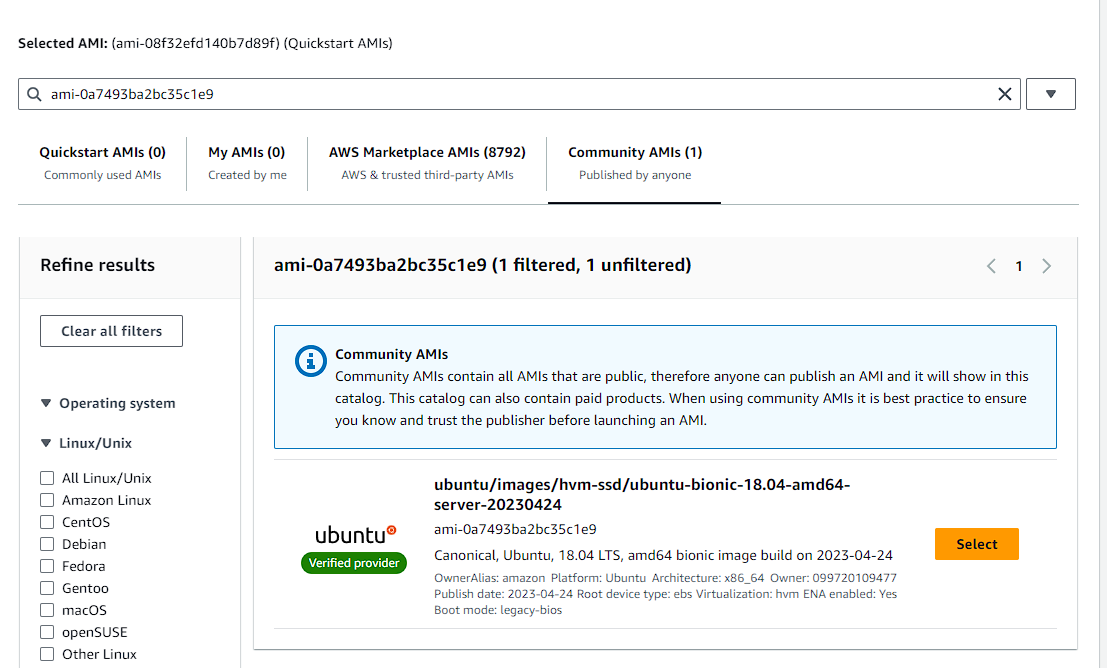 Selected AMI: (ami-08f32efd140b7d89f) (Quickstart AMIs)
ami-0a7493ba2bc35c1e9
Quickstart AMIs (0)
Commonly used AMIs
My AMIs (0)
Created by me
AWS Marketplace AMIs (8792)
AWS & trusted third-party AMIs
Community AMIs (1)
Published by anyone
Refine results
Clear all filters
Operating system
Linux/Unix
All Linux/Unix
Amazon Linux
CentOS
Debian
Fedora
Gentoo
macOS
openSUSE
Other Linux
ami-0a7493ba2bc35c1e9 (1 filtered, 1 unfiltered)
1
Community AMIs
Community AMIs contain all AMIs that are public, therefore anyone can publish an AMI and it will show in this
catalog. This catalog can also contain paid products. When using community AMIs it is best practice to ensure
you know and trust the publisher before launching an AMI.
ubuntu
Verified provider
ubuntu/images/hvm-ssd/ubuntu-bionic-18.04-amd64-
server-20230424
ami-0a7493ba2bc35c1e9
Canonical, Ubuntu, 18.04 LTS, amd64 bionic image build on 2023-04-24
OwnerAlias: amazon Platform: Ubuntu Architecture: x86_64 Owner: 099720109477
Publish date: 2023-04-24 Root device type: ebs Virtualization: hvm ENA enabled: Yes
Boot mode: legacy-bios
Select